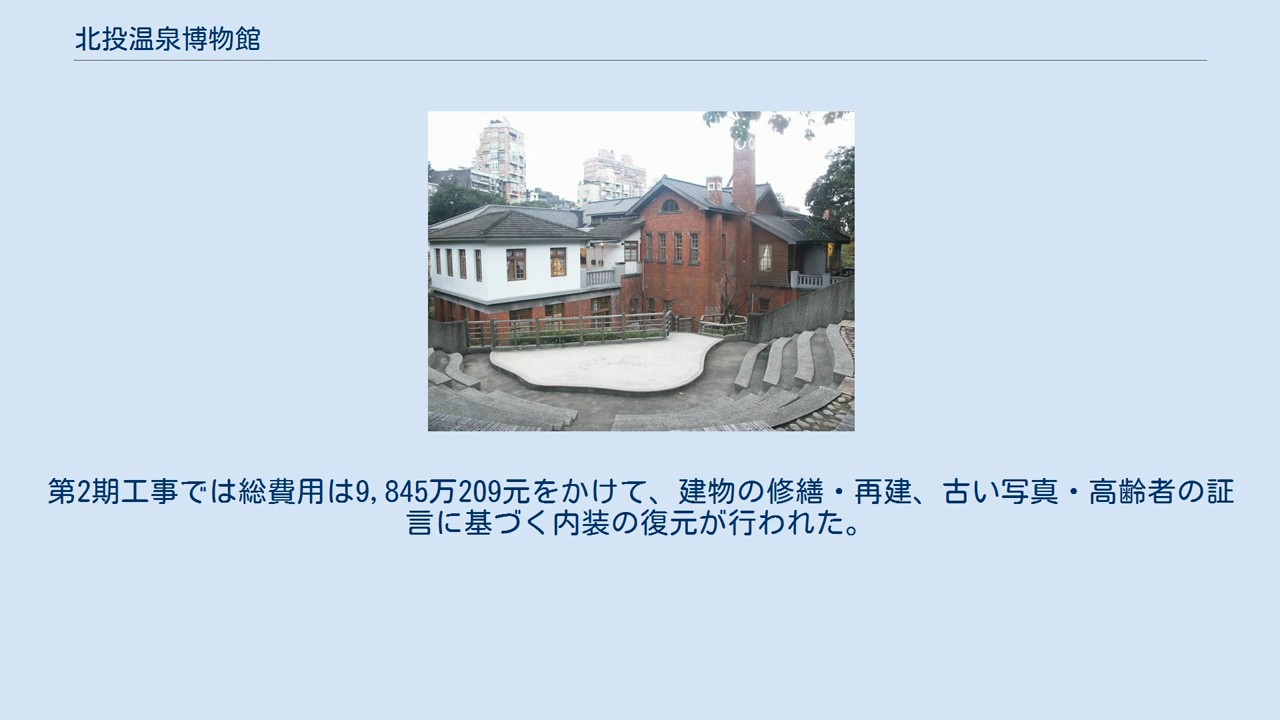 北投温泉博物館
第2期工事では総費用は9,845万209元をかけて、建物の修繕・再建、古い写真・高齢者の証
言に基づく内装の復元が行われた。